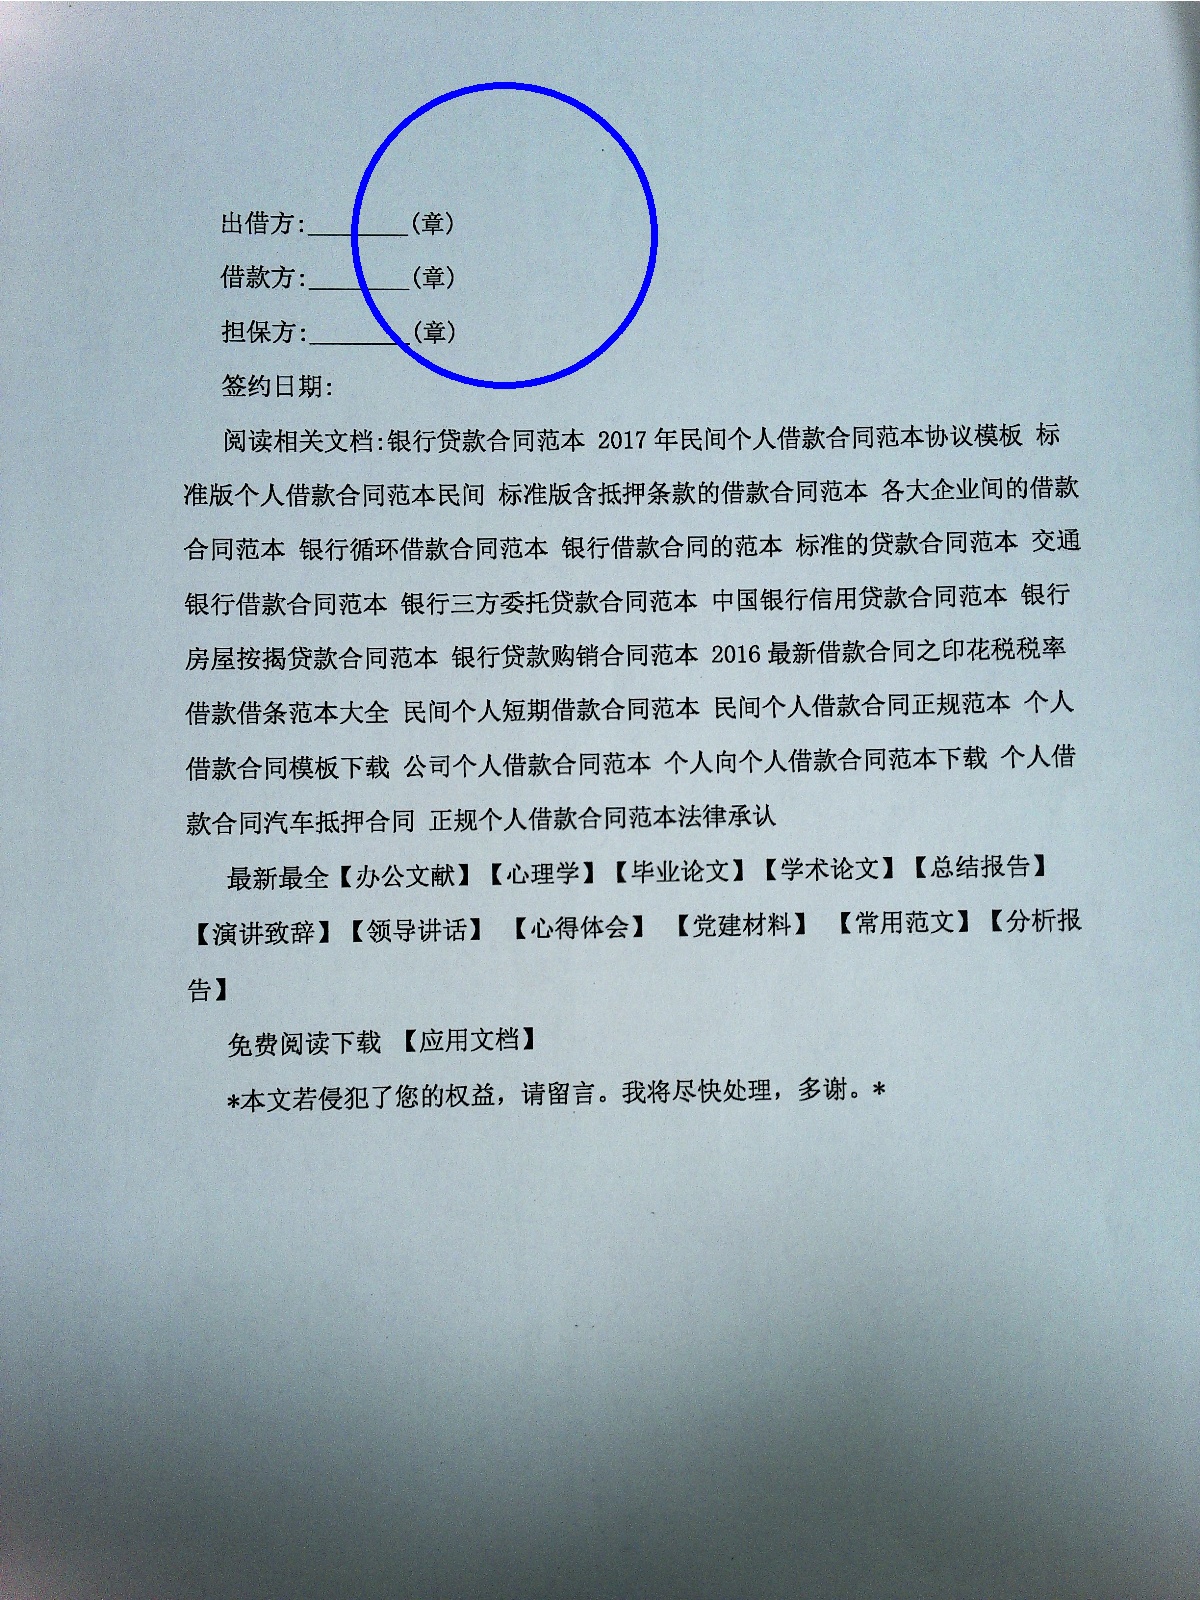 出借方:________(章)
借款方:________(章)
担保方:________(章)
签约日期:
阅读相关文档:银行贷款合同范本 2017年民间个人借款合同范本协议模板 标
准版个人借款合同范本民间 标准版含抵押条款的借款合同范本 各大企业间的借款
合同范本 银行循环借款合同范本 银行借款合同的范本 标准的贷款合同范本 交通
银行借款合同范本 银行三方委托贷款合同范本 中国银行信用贷款合同范本 银行
房屋按揭贷款合同范本 银行贷款购销合同范本 2016最新借款合同之印花税税率
借款借条范本大全 民间个人短期借款合同范本 民间个人借款合同正规范本 个人
借款合同模板下载 公司个人借款合同范本 个人向个人借款合同范本下载 个人借
款合同汽车抵押合同 正规个人借款合同范本法律承认
最新最全【办公文献】【心理学】【毕业论文】【学术论文】【总结报告】
【演讲致辞】【领导讲话】 【心得体会】 【党建材料】 【常用范文】【分析报
告】
免费阅读下载 【应用文档】
*本文若侵犯了您的权益，请留言。我将尽快处理，多谢。*